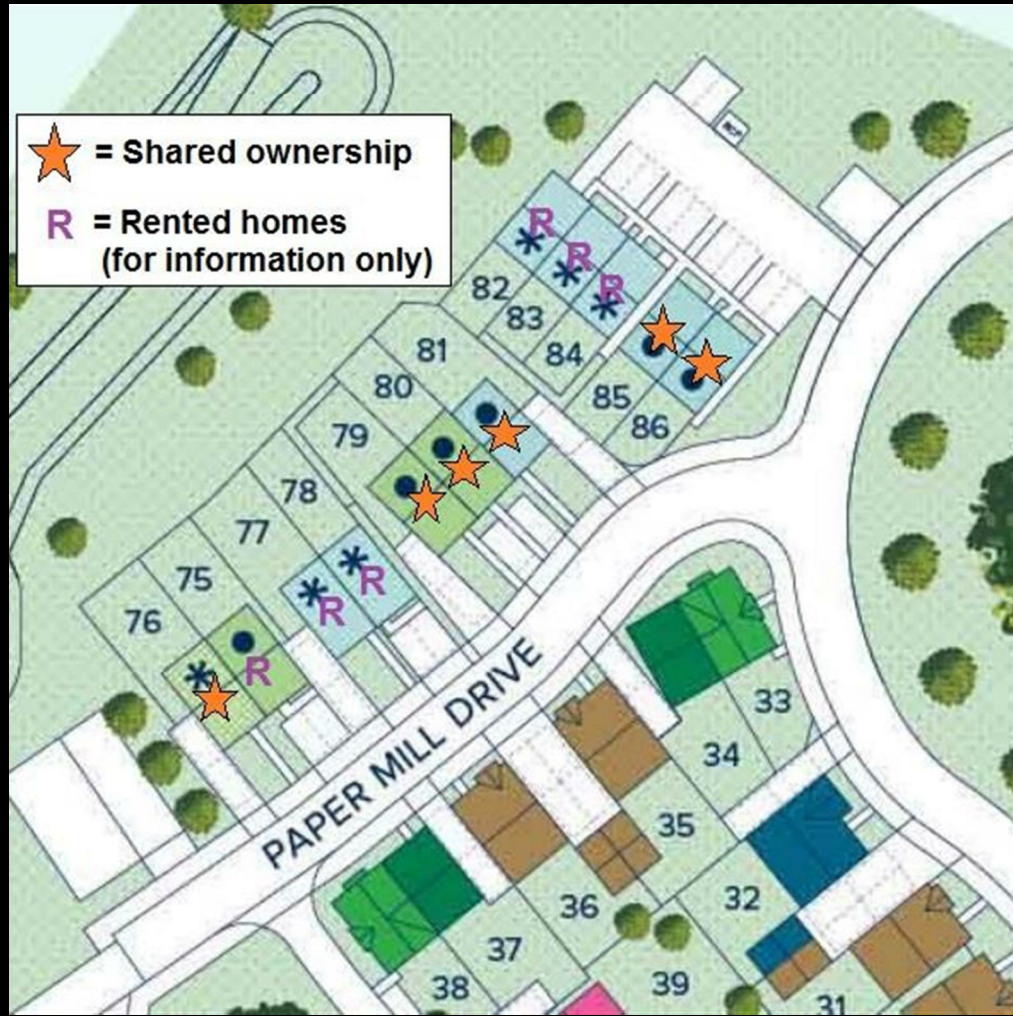 = Shared ownership
R = Rented homes
(for information only)
R
R
R
82
83
84
85
86
81
80
79
78
77
75
76
R
R
R
PAPER MILL DRIVE
33
34
35
36
37
38
32
39
31